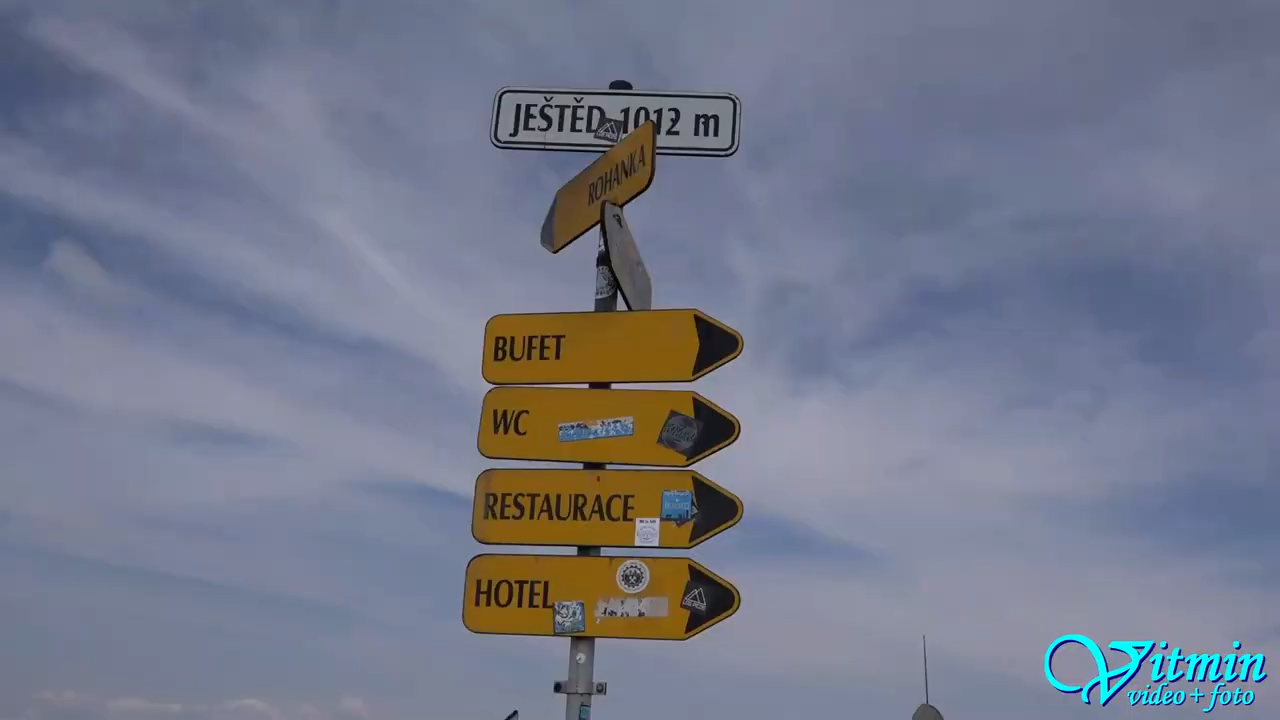 JEŠTĚD 1012 m
ROHANKA
BUFET
WC
RESTAURACE
HOTEL
Vitmin
video+foto